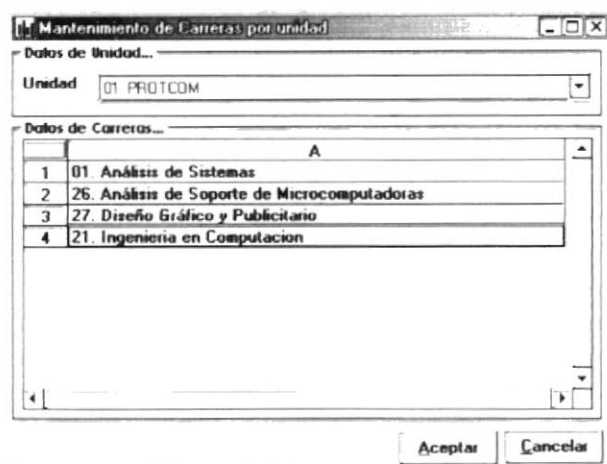 Mantenimiento de Carreras por unidad
Datos de Unidad...
Unidad 01 PROTCOM
Datos de Carreras...
A
1 01. Análisis de Sistemas
2 26. Análisis de Soporte de Microcomputadoras
3 27. Diseño Gráfico y Publicitario
4 21. Ingenieria en Computacion
Aceptar Cancelar